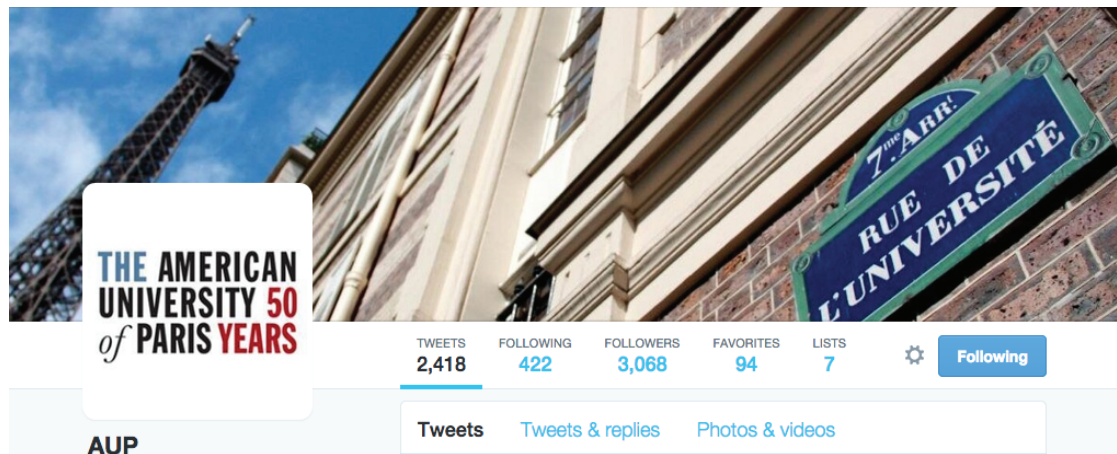 7me ARRt
RUE DE
L'UNIVERSITÉ
THE AMERICAN
UNIVERSITY 50
of PARIS YEARS
TWEETS FOLLOWING FOLLOWERS FAVORITES LISTS
2,418 422 3,068 94 7
Following
Tweets Tweets & replies Photos & videos
AUP